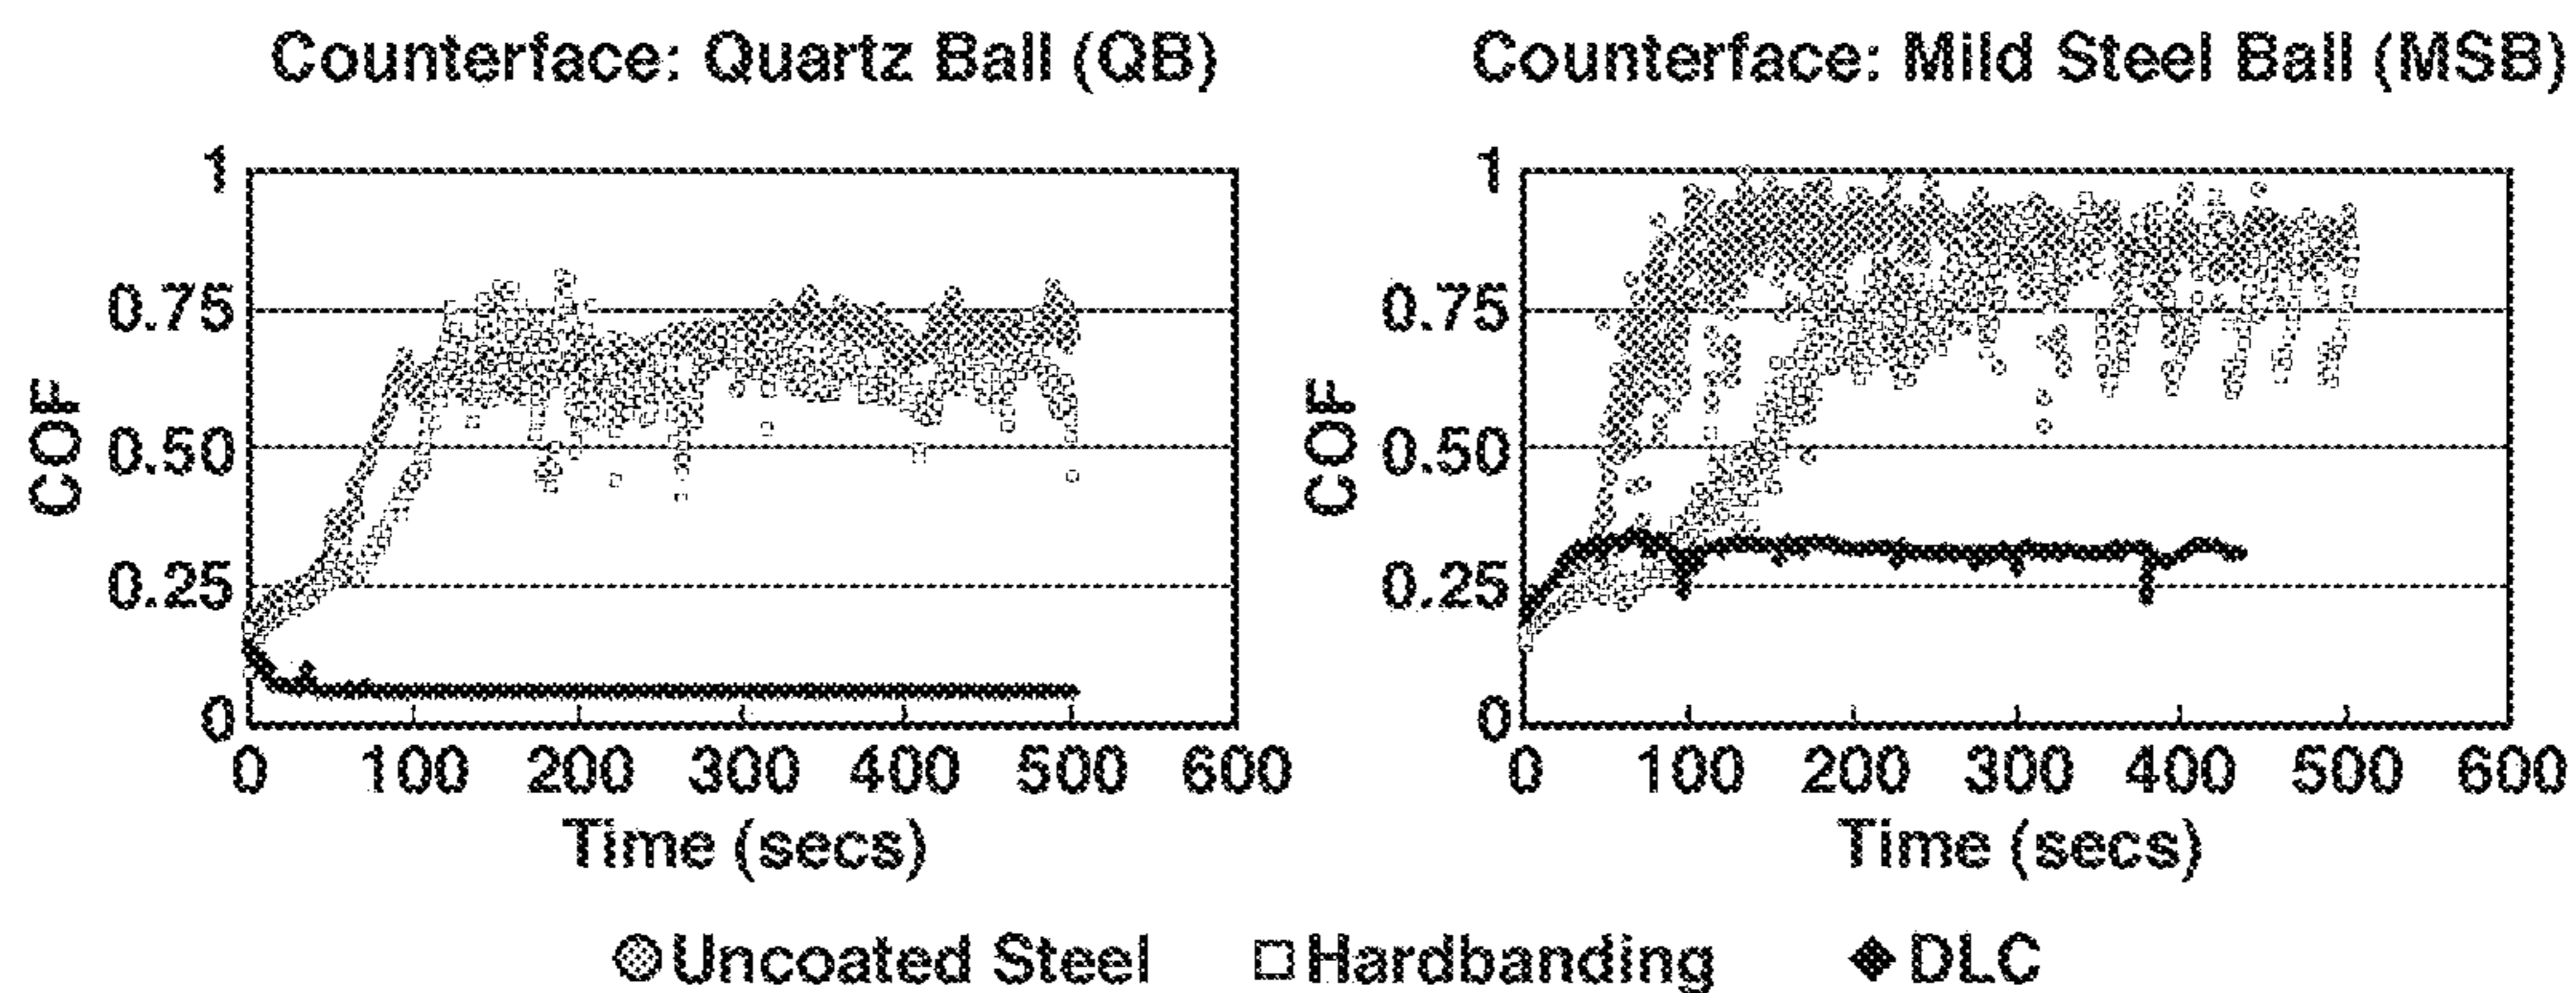 Counterface: Quartz Ball (QB)
1
0.75
0.50
0.25
0
COF
0 100 200 300 400 500 600
Time (secs)
Counterface: Mild Steel Ball (MSB)
1
0.75
0.50
0.25
0
COF
0 100 200 300 400 500 600
Time (secs)
Uncoated Steel Hardbanding DLC